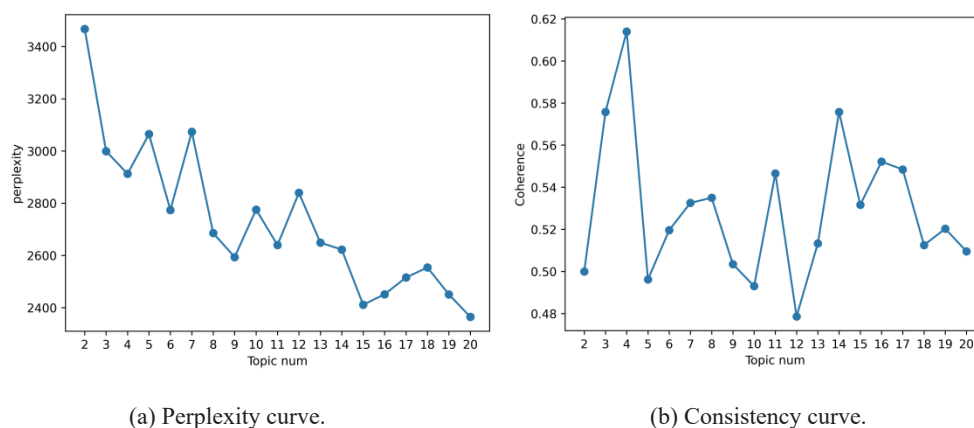 3400
3200
3000
2800
2600
2400
perplexity
2 3 4 5 6 7 8 9 10 11 12 13 14 15 16 17 18 19 20
Topic num
(a) Perplexity curve.
0.62
0.60
0.58
0.56
0.54
0.52
0.50
0.48
Coherence
2 3 4 5 6 7 8 9 10 11 12 13 14 15 16 17 18 19 20
Topic num
(b) Consistency curve.